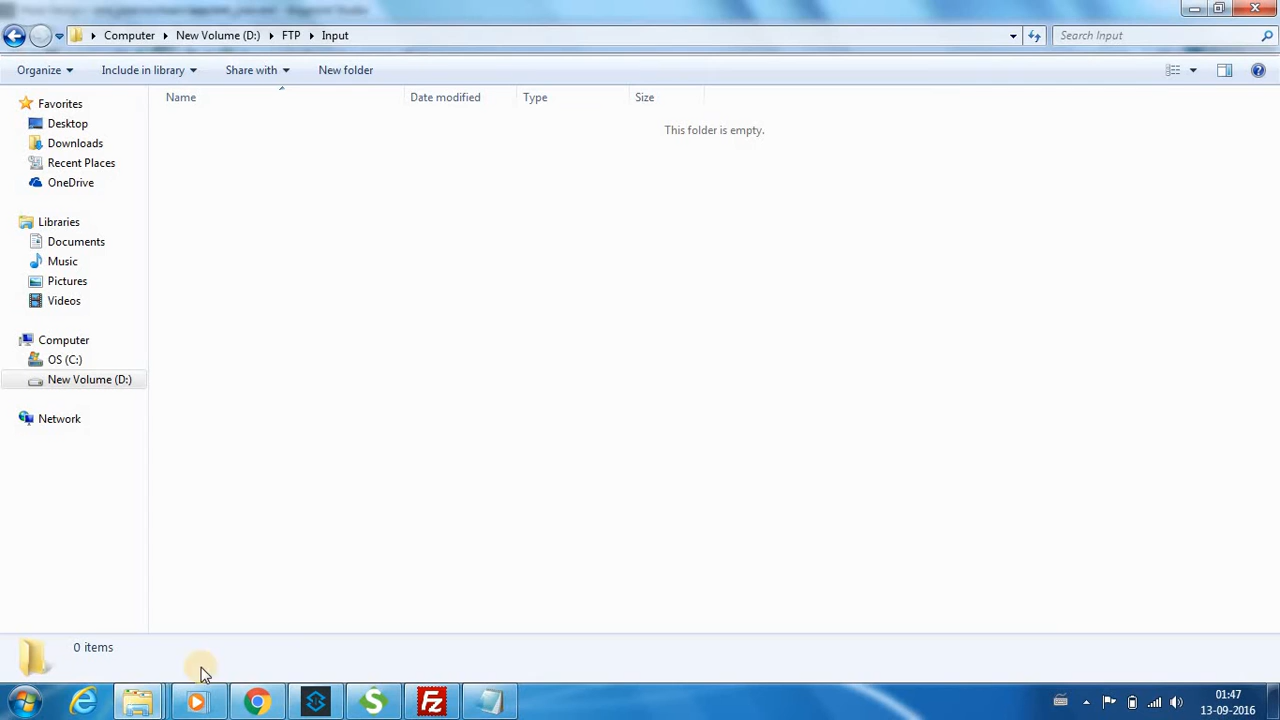 Computer New Volume (D:) FTP Input
Search Input
Organize Include in library Share with New folder
Name Date modified Type Size
This folder is empty.
Favorites
Desktop
Downloads
Recent Places
OneDrive
Libraries
Documents
Music
Pictures
Videos
Computer
OS (C:)
New Volume (D:)
Network
0 items
01:47
13-09-2016